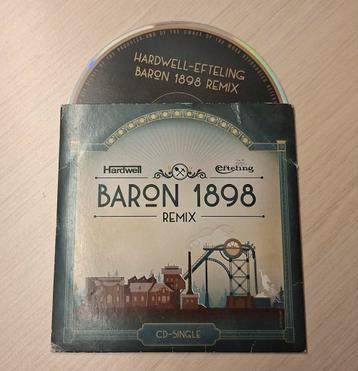 HARDWELL-EFTELING
BARON 1898 REMIX
Hardwell
efteling
BARON 1898
REMIX
CD-SINGLE